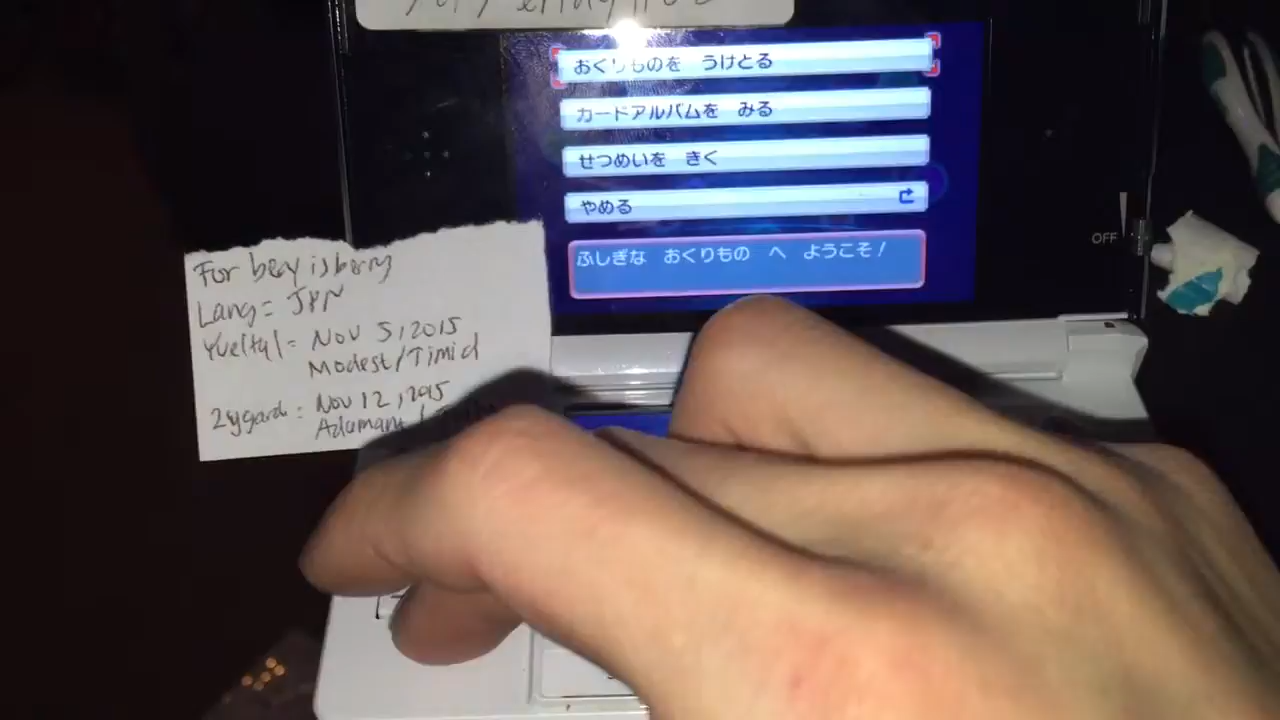 おくりものを　うけとる
カードアルバムを　みる
せつめいを　きく
やめる
ふしぎな　おくりもの　へ　ようこそ！
OFF
For
Lang= JPN
Yveltal= Nov 5, 2015
Modest/Timid
Zygarde= Nov 12, 2015
Adamant